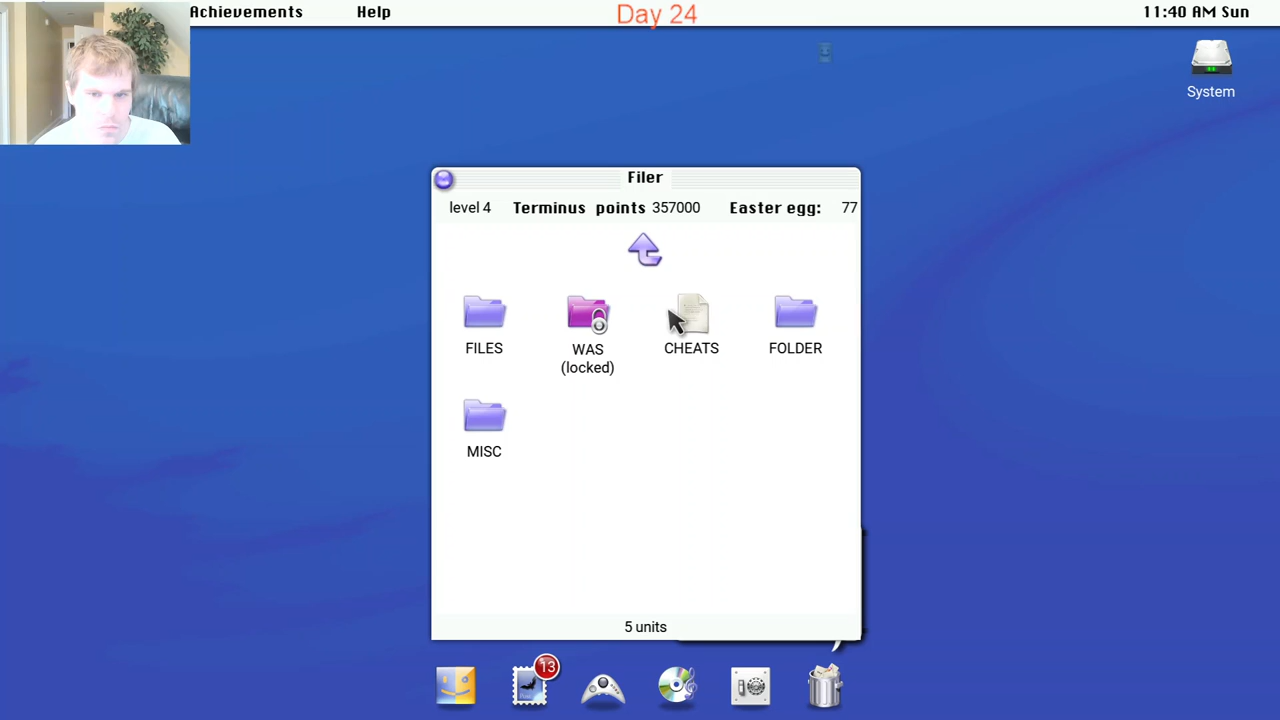 Achievements Help Day 24 11:40 AM Sun
System
Filer
level 4 Terminus points 357000 Easter egg: 77
FILES WAS (locked) CHEATS FOLDER
MISC
5 units
13